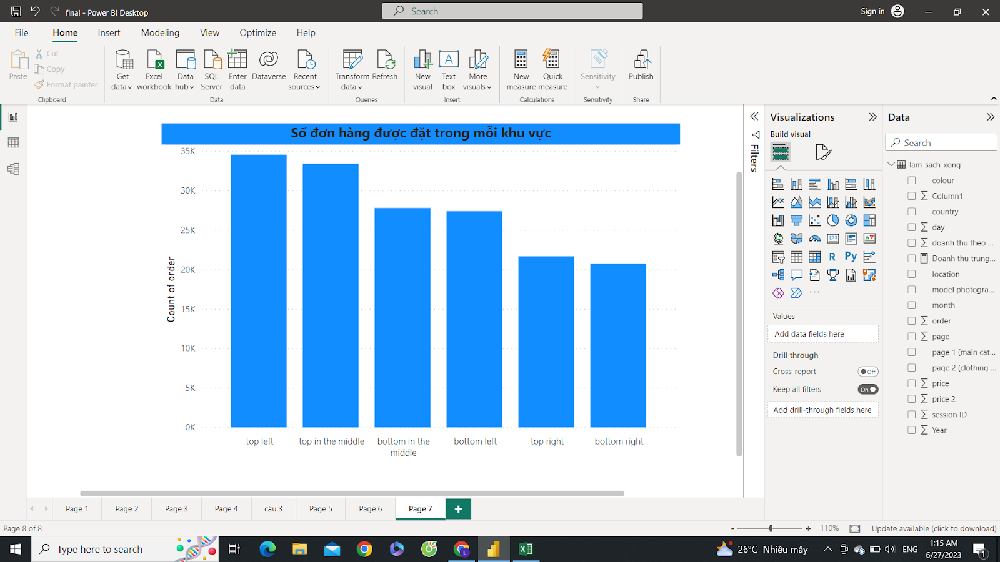 final - Power BI Desktop
Search
Sign in
File Home Insert Modeling View Optimize Help
Paste
Cut
Copy
Format painter
Clipboard
Get data
Excel workbook
Data hub
SQL Server
Enter data
Dataverse
Recent sources
Data
Transform data
Refresh
Queries
New visual
Text box
More visuals
Insert
New measure
Quick measure
Calculations
Sensitivity
Sensitivity
Publish
Share
Số đơn hàng được đặt trong mỗi khu vực
Count of order
35K
30K
25K
20K
15K
10K
5K
0K
top left
top in the middle
bottom in the middle
bottom left
top right
bottom right
Filters
Visualizations
Build visual
123
R
Py
...
Values
Add data fields here
Drill through
Cross-report
Off
Keep all filters
On
Add drill-through fields here
Data
Search
lam-sach-xong
colour
Column1
country
day
doanh thu theo ...
Doanh thu trung...
location
model photogra...
month
order
page
page 1 (main cat...
page 2 (clothing ...
price
price 2
session ID
Year
Page 1 Page 2 Page 3 Page 4 câu 3 Page 5 Page 6 Page 7 +
Page 8 of 8
- + 110%
Update available (click to download)
Type here to search
26°C Nhiều mây
ENG
1:15 AM
6/27/2023
1